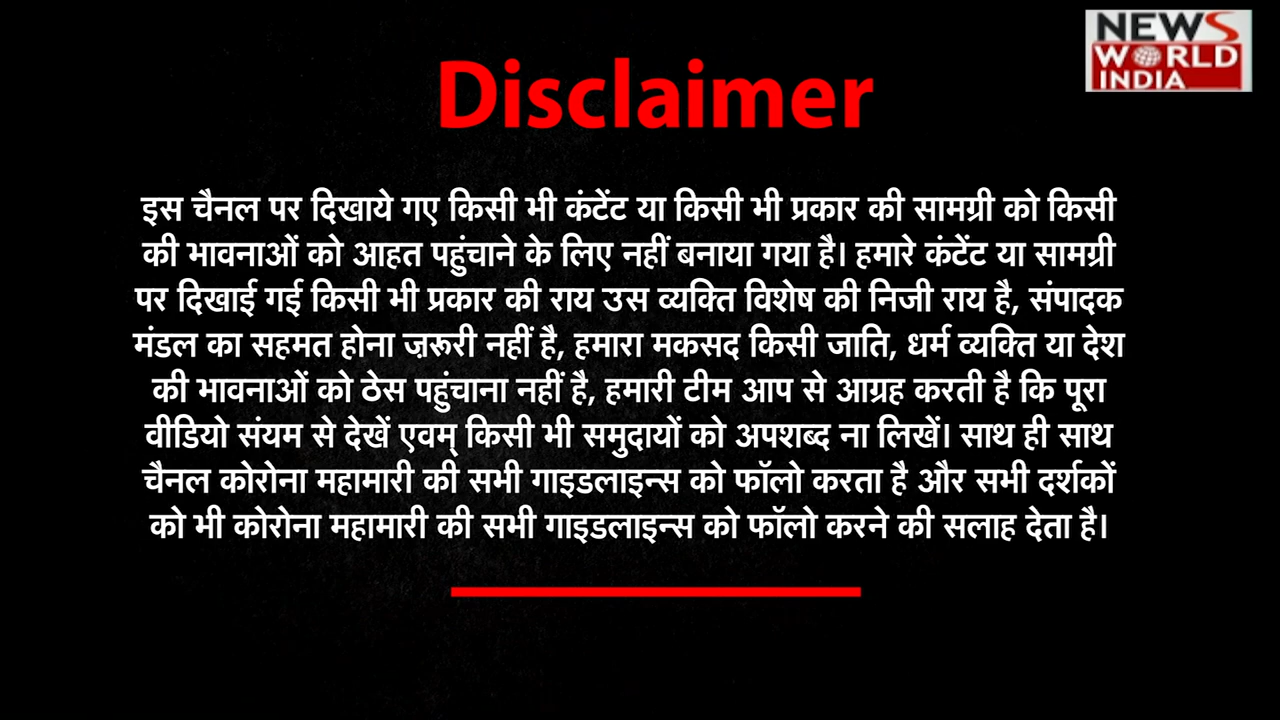 NEWS
WORLD
INDIA
Disclaimer
इस चैनल पर दिखाये गए किसी भी कंटेंट या किसी भी प्रकार की सामग्री को किसी
की भावनाओं को आहत पहुंचाने के लिए नहीं बनाया गया है। हमारे कंटेंट या सामग्री
पर दिखाई गई किसी भी प्रकार की राय उस व्यक्ति विशेष की निजी राय है, संपादक
मंडल का सहमत होना ज़रूरी नहीं है, हमारा मकसद किसी जाति, धर्म व्यक्ति या देश
की भावनाओं को ठेस पहुंचाना नहीं है, हमारी टीम आप से आग्रह करती है कि पूरा
वीडियो संयम से देखें एवम् किसी भी समुदायों को अपशब्द ना लिखें। साथ ही साथ
चैनल कोरोना महामारी की सभी गाइडलाइन्स को फॉलो करता है और सभी दर्शकों
को भी कोरोना महामारी की सभी गाइडलाइन्स को फॉलो करने की सलाह देता है।